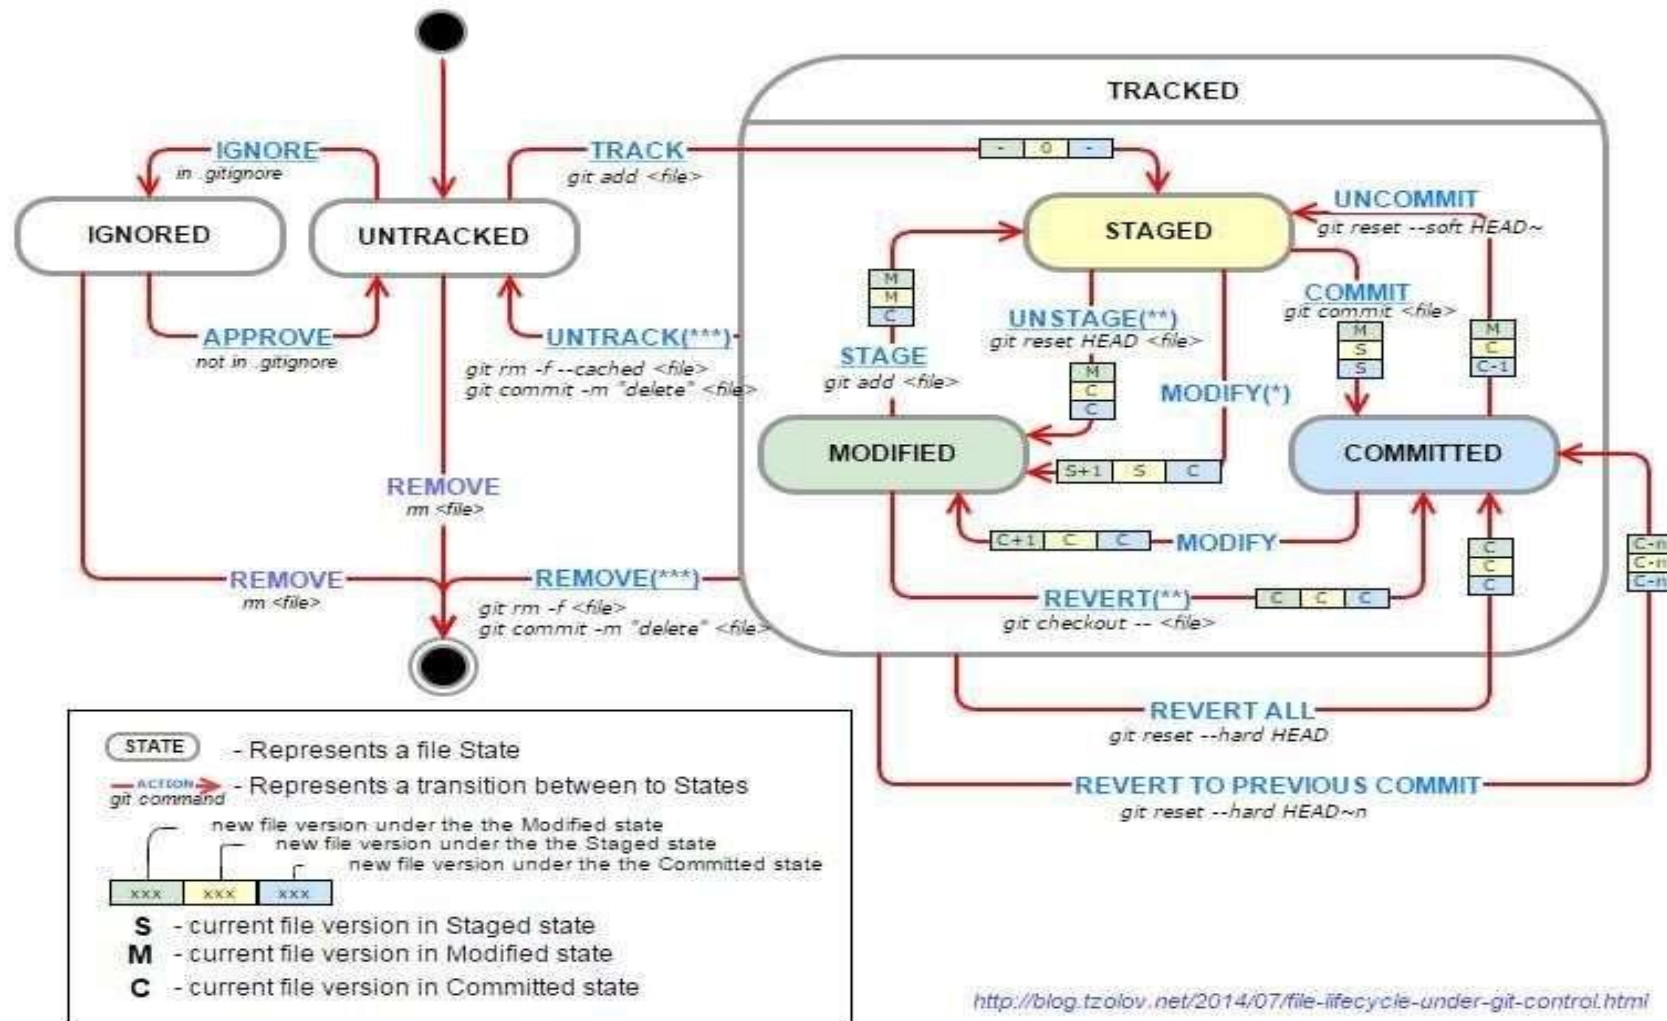 TRACKED
IGNORE
in .gitignore
TRACK
git add <file>
- 0 -
IGNORED
UNTRACKED
STAGED
UNCOMMIT
git reset --soft HEAD~
M
M
C
UNSTAGE(**)
git reset HEAD <file>
COMMIT
git commit <file>
APPROVE
not in .gitignore
UNTRACK(***)
git rm -f --cached <file>
git commit -m "delete" <file>
STAGE
git add <file>
M
C
C
MODIFY(*)
M
S
S
M
C
C-1
MODIFIED
S+1 S C
COMMITTED
REMOVE
rm <file>
C+1 C C
MODIFY
C
C
C
C-n
C-n
C-n
REMOVE
rm <file>
REMOVE(***)
git rm -f <file>
git commit -m "delete" <file>
REVERT(**)
git checkout -- <file>
C C C
REVERT ALL
git reset --hard HEAD
REVERT TO PREVIOUS COMMIT
git reset --hard HEAD~n
STATE - Represents a file State
ACTION - Represents a transition between to States
git command
new file version under the the Modified state
new file version under the the Staged state
new file version under the the Committed state
xxx xxx xxx
S - current file version in Staged state
M - current file version in Modified state
C - current file version in Committed state
http://blog.tzolov.net/2014/07/file-lifecycle-under-git-control.html